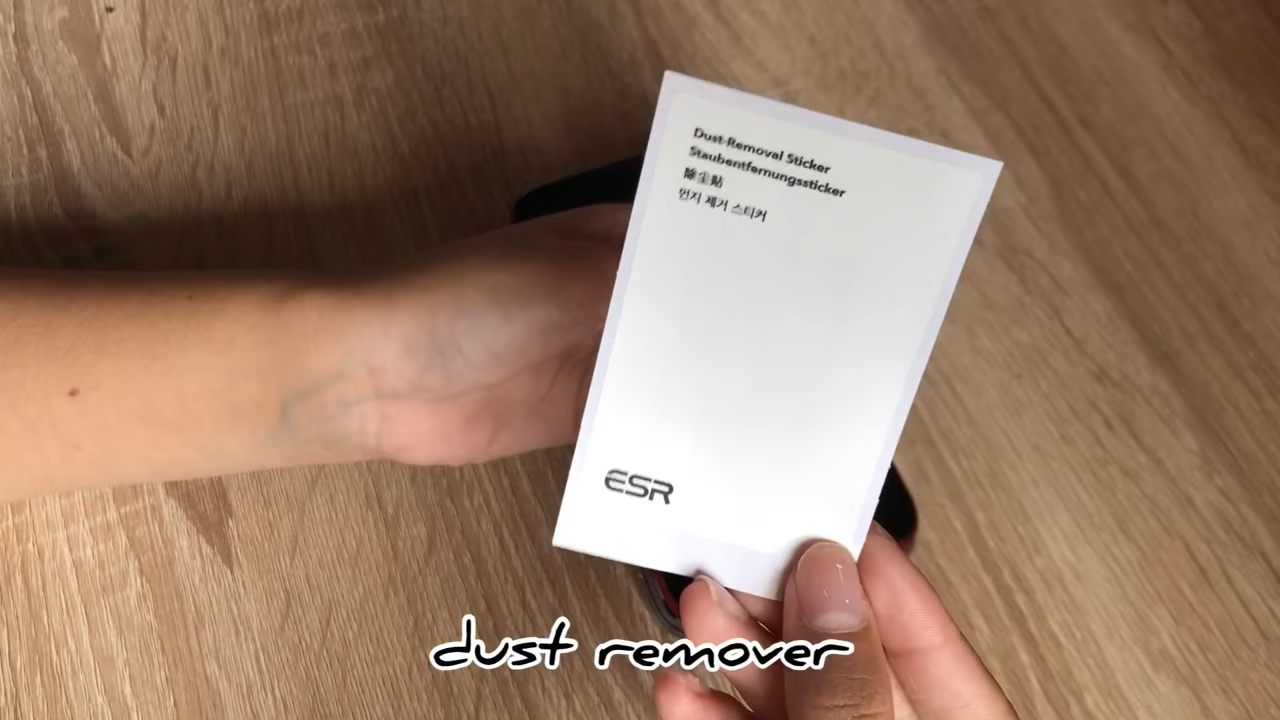 Dust-Removal Sticker
Staubentfernungssticker
除尘贴
먼지 제거 스티커
ESR
dust remover